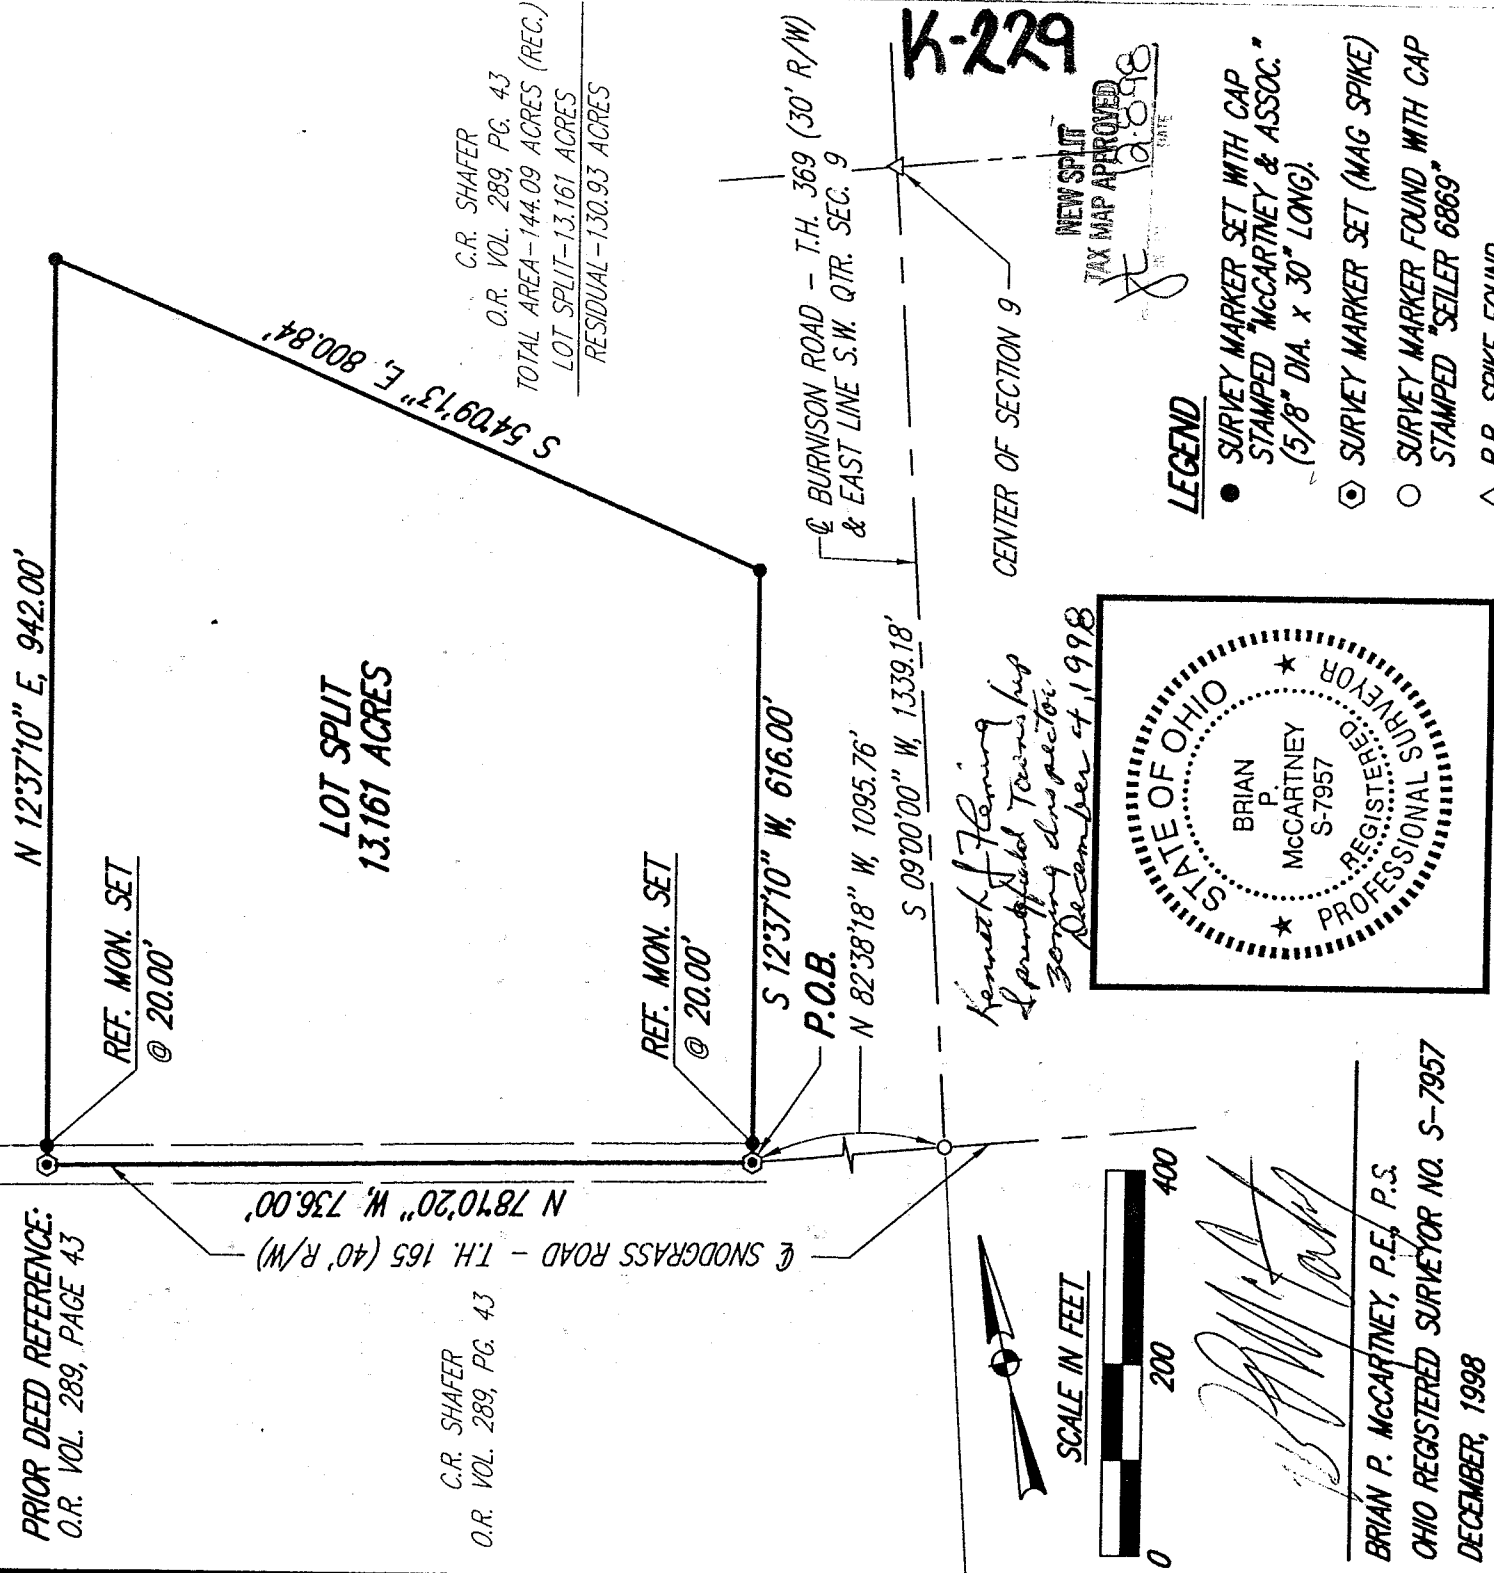 PRIOR DEED REFERENCE:
O.R. VOL. 289, PAGE 43
N 12°37'10" E, 942.00'
REF. MON. SET
@ 20.00'
LOT SPLIT
13.161 ACRES
S 54°09'13" E, 800.84'
C.R. SHAFER
O.R. VOL. 289, PG. 43
TOTAL AREA-144.09 ACRES (REC.)
LOT SPLIT-13.161 ACRES
RESIDUAL-130.93 ACRES
N 78°10'20" W, 736.00'
℄ SNODGRASS ROAD - T.H. 165 (40' R/W)
C.R. SHAFER
O.R. VOL. 289, PG. 43
REF. MON. SET
@ 20.00'
S 12°37'10" W, 616.00'
P.O.B.
N 82°38'18" W, 1095.76'
S 09°00'00" W, 1339.18'
℄ BURNISON ROAD - T.H. 369 (30' R/W)
& EAST LINE S.W. QTR. SEC. 9
CENTER OF SECTION 9
K-229
NEW SPLIT
TAX MAP APPROVED
12-8-98
DATE
Kenneth L Fleming
Springfield Township
zoning inspector.
December 4, 1998
SCALE IN FEET
0 200 400
STATE OF OHIO
BRIAN
P.
McCARTNEY
S-7957
REGISTERED
PROFESSIONAL SURVEYOR
LEGEND
SURVEY MARKER SET WITH CAP
STAMPED "McCARTNEY & ASSOC."
(5/8" DIA. x 30" LONG).
SURVEY MARKER SET (MAG SPIKE)
SURVEY MARKER FOUND WITH CAP
STAMPED "SEILER 6869"
R.R. SPIKE FOUND
BRIAN P. McCARTNEY, P.E., P.S.
OHIO REGISTERED SURVEYOR NO. S-7957
DECEMBER, 1998